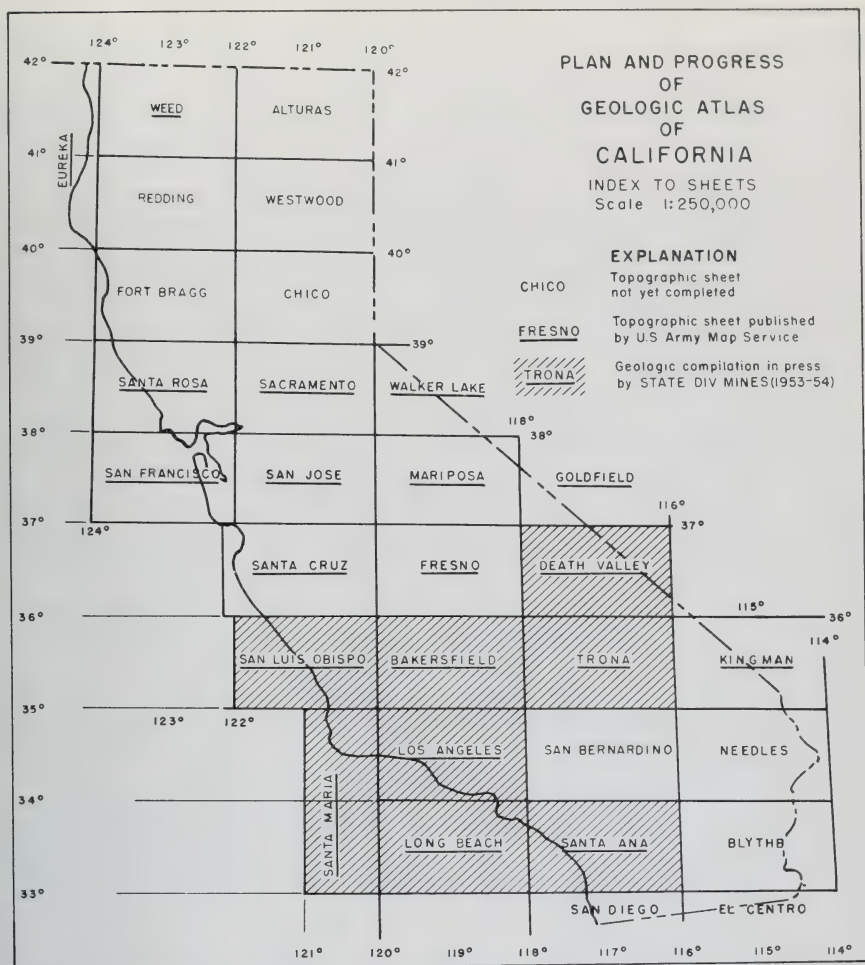 124° 123° 122° 121° 120°
42° 42°
PLAN AND PROGRESS
OF
GEOLOGIC ATLAS
OF
CALIFORNIA
INDEX TO SHEETS
Scale 1:250,000
WEED ALTURAS
EUREKA
41° 41°
REDDING WESTWOOD
40° 40°
EXPLANATION
CHICO Topographic sheet
not yet completed
FRESNO Topographic sheet published
by U.S Army Map Service
TRONA Geologic compilation in press
by STATE DIV MINES (1953-54)
FORT BRAGG CHICO
39° 39°
SANTA ROSA SACRAMENTO WALKER LAKE
38° 118° 38°
SAN FRANCISCO SAN JOSE MARIPOSA GOLDFIELD
37° 124° 116° 37°
SANTA CRUZ FRESNO DEATH VALLEY
36° 115° 36°
114°
SAN LUIS OBISPO BAKERSFIELD TRONA KINGMAN
35° 123° 122°
LOS ANGELES SAN BERNARDINO NEEDLES
34°
SANTA MARIA
LONG BEACH SANTA ANA BLYTHB
33°
SAN DIEGO EL CENTRO
121° 120° 119° 118° 117° 116° 115° 114°